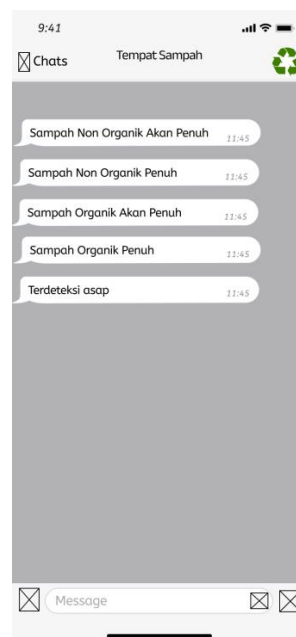 9:41
Chats
Tempat Sampah
Sampah Non Organik Akan Penuh 11:45
Sampah Non Organik Penuh 11:45
Sampah Organik Akan Penuh 11:45
Sampah Organik Penuh 11:45
Terdeteksi asap 11:45
Message